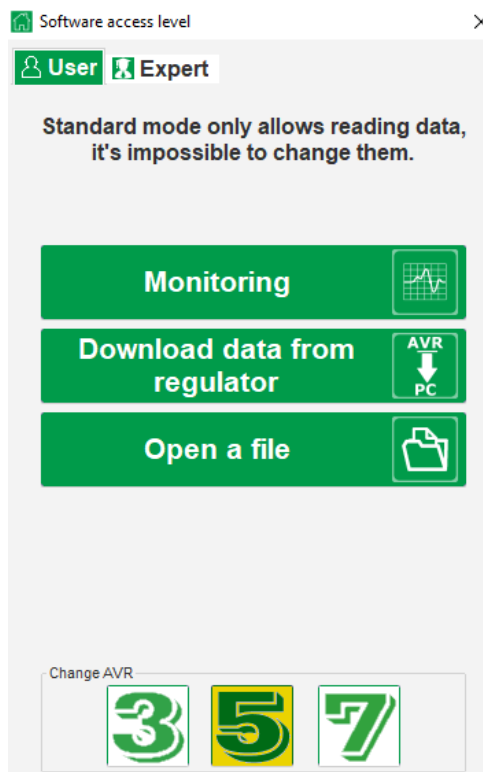 Software access level
User Expert
Standard mode only allows reading data,
it's impossible to change them.
Monitoring
Download data from
regulator
AVR
PC
Open a file
Change AVR
3 5 7